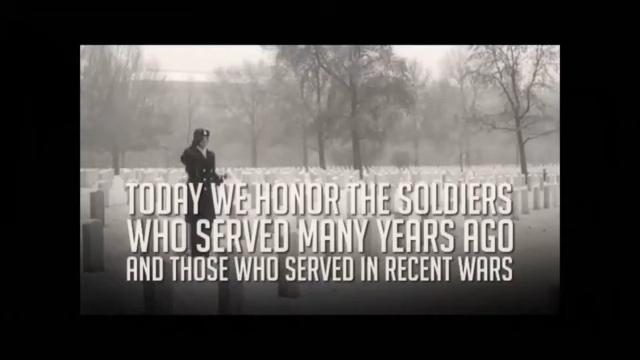 TODAY WE HONOR THE SOLDIERS
WHO SERVED MANY YEARS AGO
AND THOSE WHO SERVED IN RECENT WARS